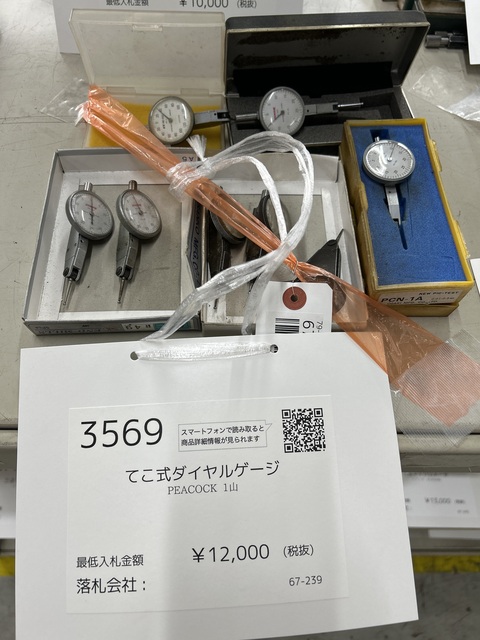 最低入札金額 ￥10,000 (税抜)
PCN-1A
3569
スマートフォンで読み取ると
商品詳細情報が見られます
てこ式ダイヤルゲージ
PEACOCK 1山
最低入札金額 ￥12,000 (税抜)
落札会社：
67-239